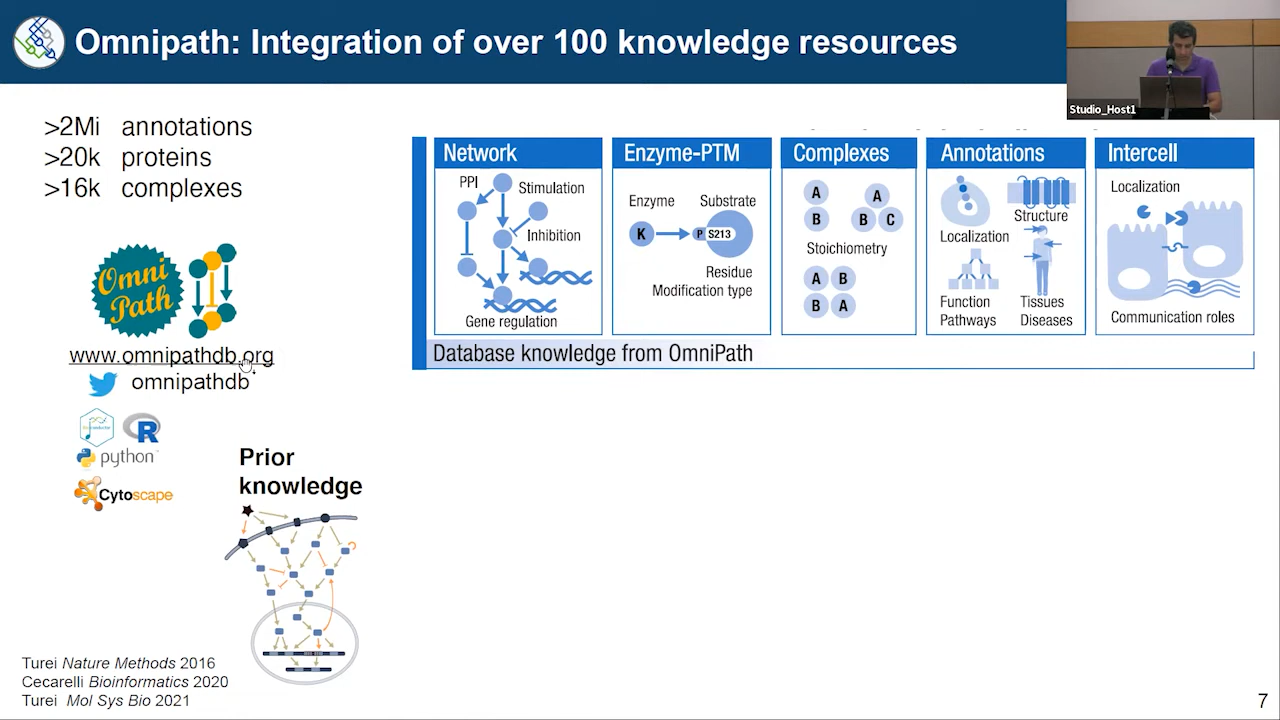 Omnipath: Integration of over 100 knowledge resources
Studio_Host1
>2Mi annotations
>20k proteins
>16k complexes
Omni
Path
www.omnipathdb.org
omnipathdb
R
python
Cytoscape
Prior
knowledge
Network
PPI
Stimulation
Inhibition
Gene regulation
Enzyme-PTM
Enzyme
Substrate
K
P
S213
Residue
Modification type
Complexes
A
A
B
B C
Stoichiometry
A B
B A
Annotations
Structure
Localization
Function
Pathways
Tissues
Diseases
Intercell
Localization
Communication roles
Database knowledge from OmniPath
Turei Nature Methods 2016
Cecarelli Bioinformatics 2020
Turei Mol Sys Bio 2021
7